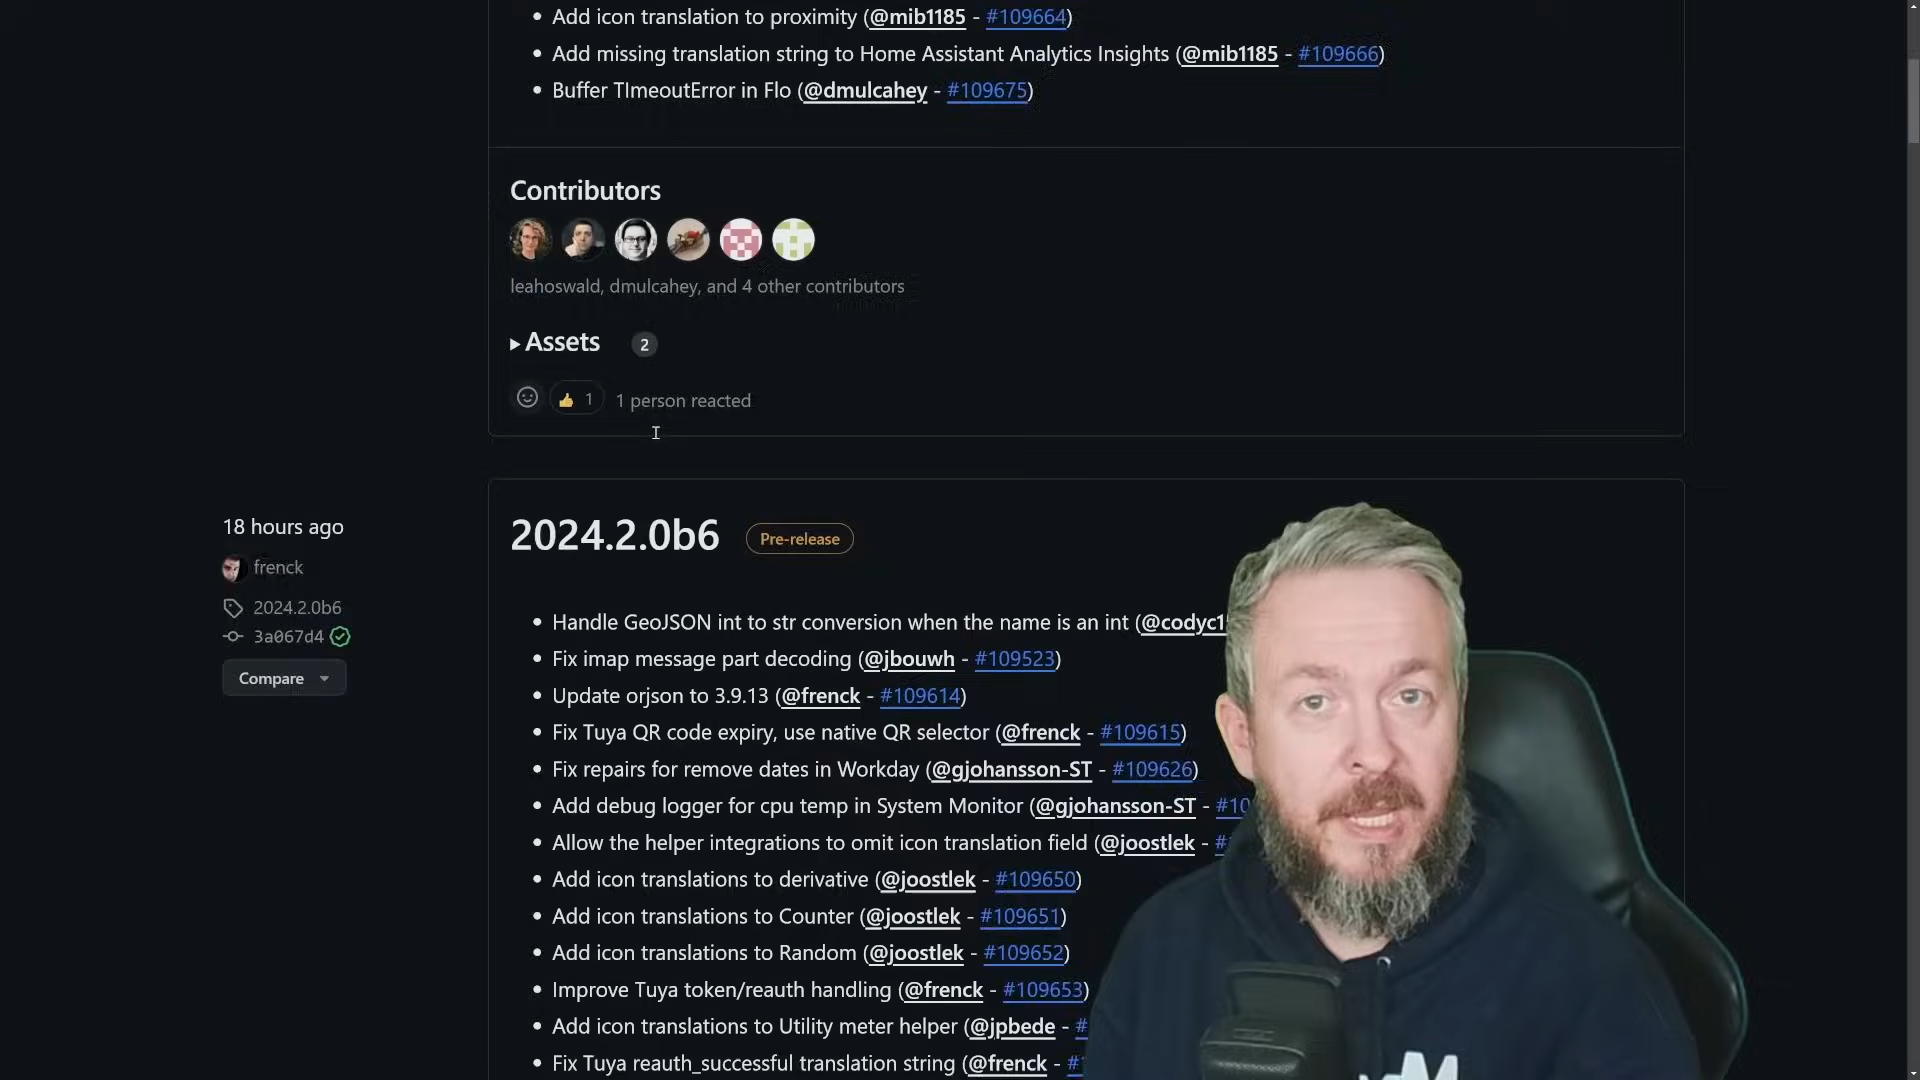 • Add icon translation to proximity (@mib1185 - #109664)
• Add missing translation string to Home Assistant Analytics Insights (@mib1185 - #109666)
• Buffer TImeoutError in Flo (@dmulcahey - #109675)
Contributors
leahoswald, dmulcahey, and 4 other contributors
Assets 2
1 1 person reacted
18 hours ago
frenck
2024.2.0b6
3a067d4
Compare
2024.2.0b6 Pre-release
• Handle GeoJSON int to str conversion when the name is an int (@codyc1
• Fix imap message part decoding (@jbouwh - #109523)
• Update orjson to 3.9.13 (@frenck - #109614)
• Fix Tuya QR code expiry, use native QR selector (@frenck - #109615)
• Fix repairs for remove dates in Workday (@gjohansson-ST - #109626)
• Add debug logger for cpu temp in System Monitor (@gjohansson-ST - #10
• Allow the helper integrations to omit icon translation field (@joostlek - #
• Add icon translations to derivative (@joostlek - #109650)
• Add icon translations to Counter (@joostlek - #109651)
• Add icon translations to Random (@joostlek - #109652)
• Improve Tuya token/reauth handling (@frenck - #109653)
• Add icon translations to Utility meter helper (@jpbede - #
• Fix Tuya reauth_successful translation string (@frenck - #